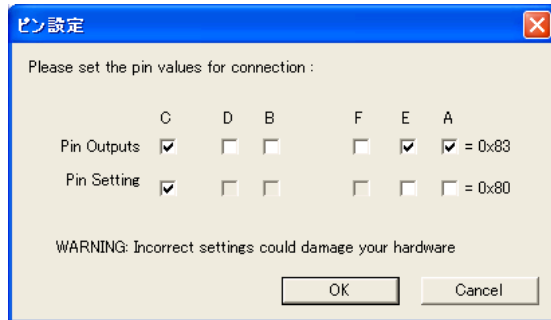 ピン設定
Please set the pin values for connection :
C D B F E A
Pin Outputs = 0x83
Pin Setting = 0x80
WARNING: Incorrect settings could damage your hardware
OK Cancel